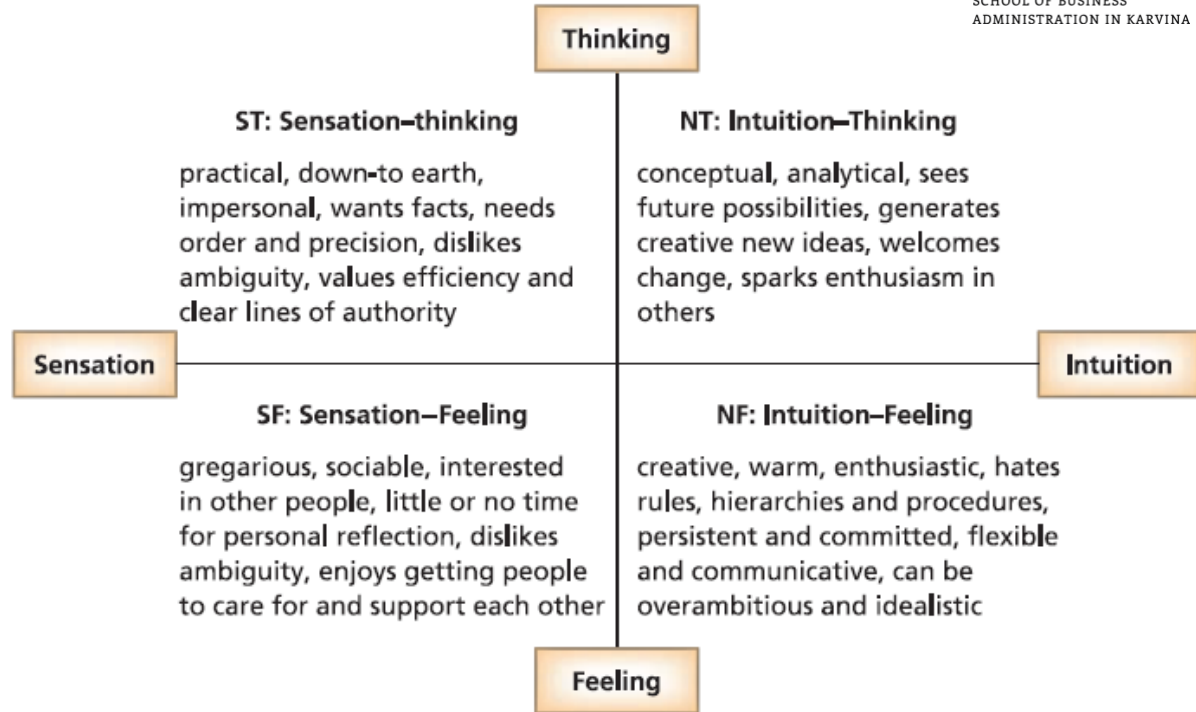 SCHOOL OF BUSINESS
ADMINISTRATION IN KARVINA
Thinking
ST: Sensation–thinking
practical, down-to earth,
impersonal, wants facts, needs
order and precision, dislikes
ambiguity, values efficiency and
clear lines of authority
NT: Intuition–Thinking
conceptual, analytical, sees
future possibilities, generates
creative new ideas, welcomes
change, sparks enthusiasm in
others
Sensation
Intuition
SF: Sensation–Feeling
gregarious, sociable, interested
in other people, little or no time
for personal reflection, dislikes
ambiguity, enjoys getting people
to care for and support each other
NF: Intuition–Feeling
creative, warm, enthusiastic, hates
rules, hierarchies and procedures,
persistent and committed, flexible
and communicative, can be
overambitious and idealistic
Feeling